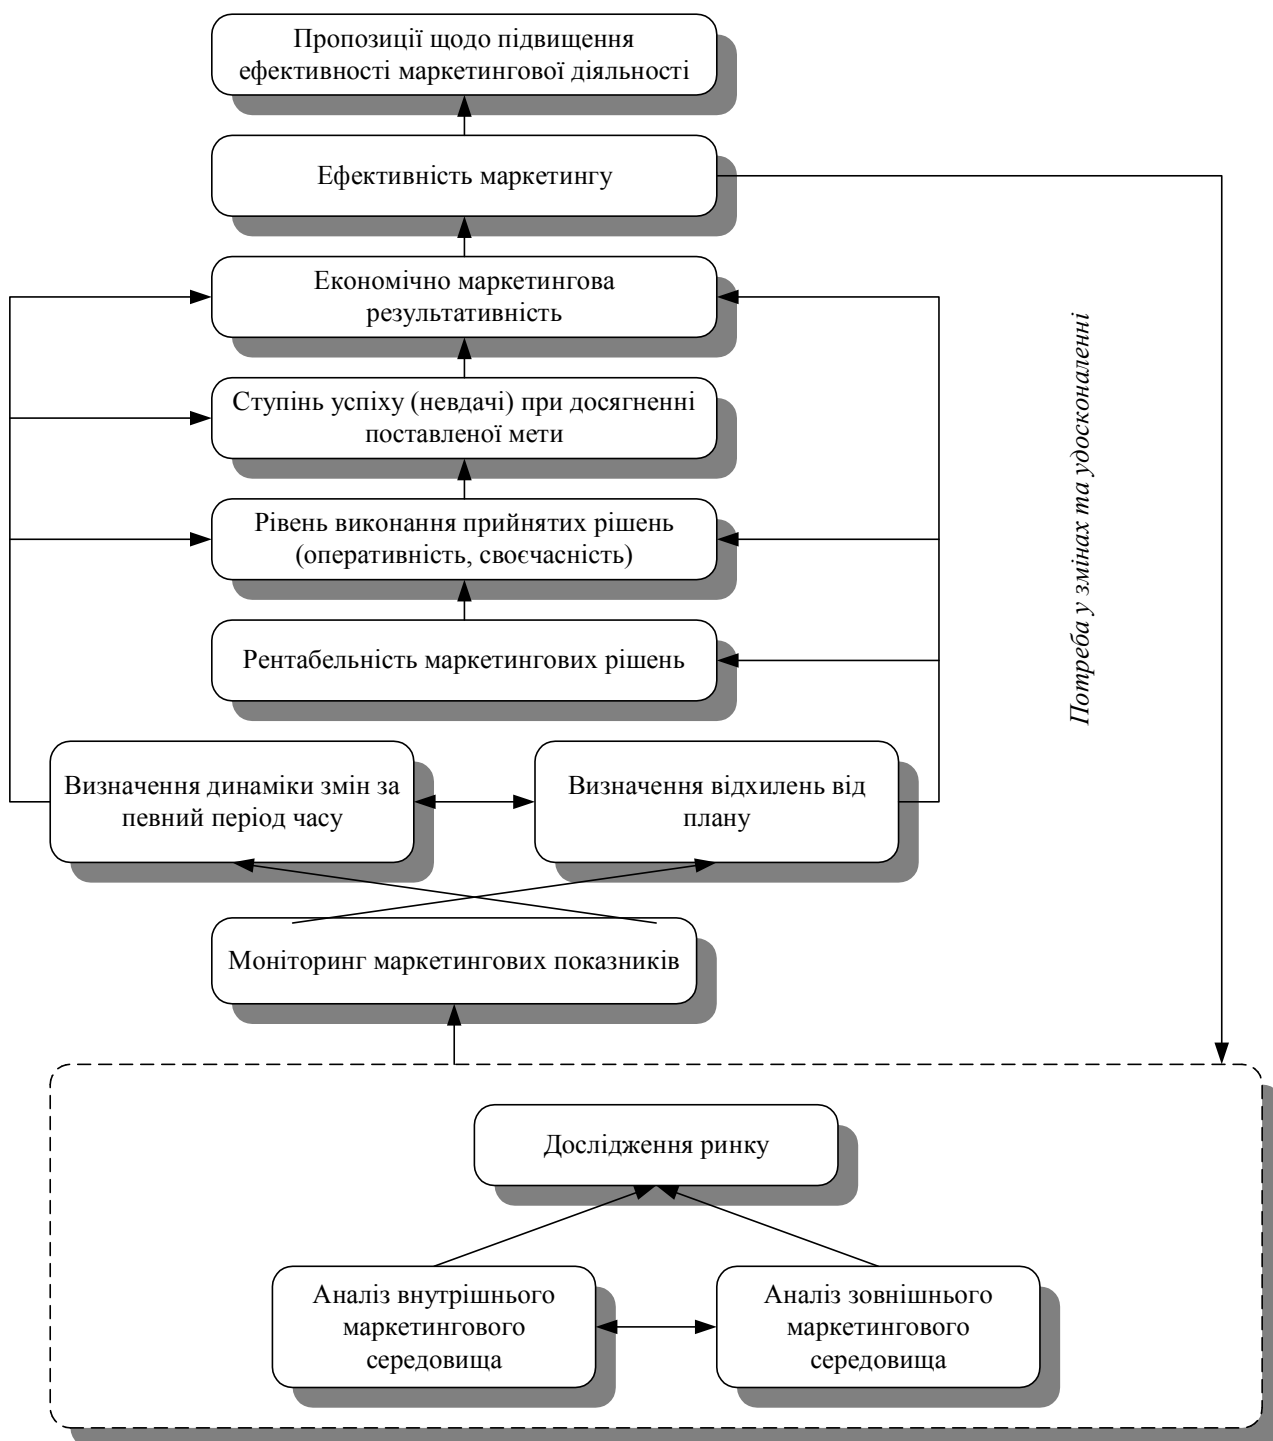 Пропозиції щодо підвищення
ефективності маркетингової діяльності
Ефективність маркетингу
Економічно маркетингова
результативність
Ступінь успіху (невдачі) при досягненні
поставленої мети
Рівень виконання прийнятих рішень
(оперативність, своєчасність)
Рентабельність маркетингових рішень
Потреба у змінах та удосконаленні
Визначення динаміки змін за
певний період часу
Визначення відхилень від
плану
Моніторинг маркетингових показників
Дослідження ринку
Аналіз внутрішнього
маркетингового
середовища
Аналіз зовнішнього
маркетингового
середовища